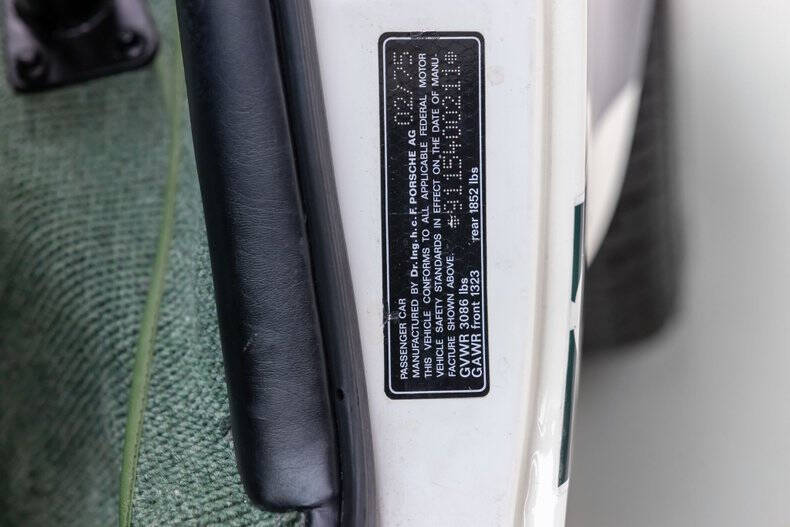 PASSENGER CAR
MANUFACTURED BY Dr. Ing. h. c. F. PORSCHE AG 02/75
THIS VEHICLE CONFORMS TO ALL APPLICABLE FEDERAL MOTOR
VEHICLE SAFETY STANDARDS IN EFFECT ON THE DATE OF MANU-
FACTURE SHOWN ABOVE. *9115400211*
GVWR 3086 lbs
GAWR front 1323 rear 1852 lbs